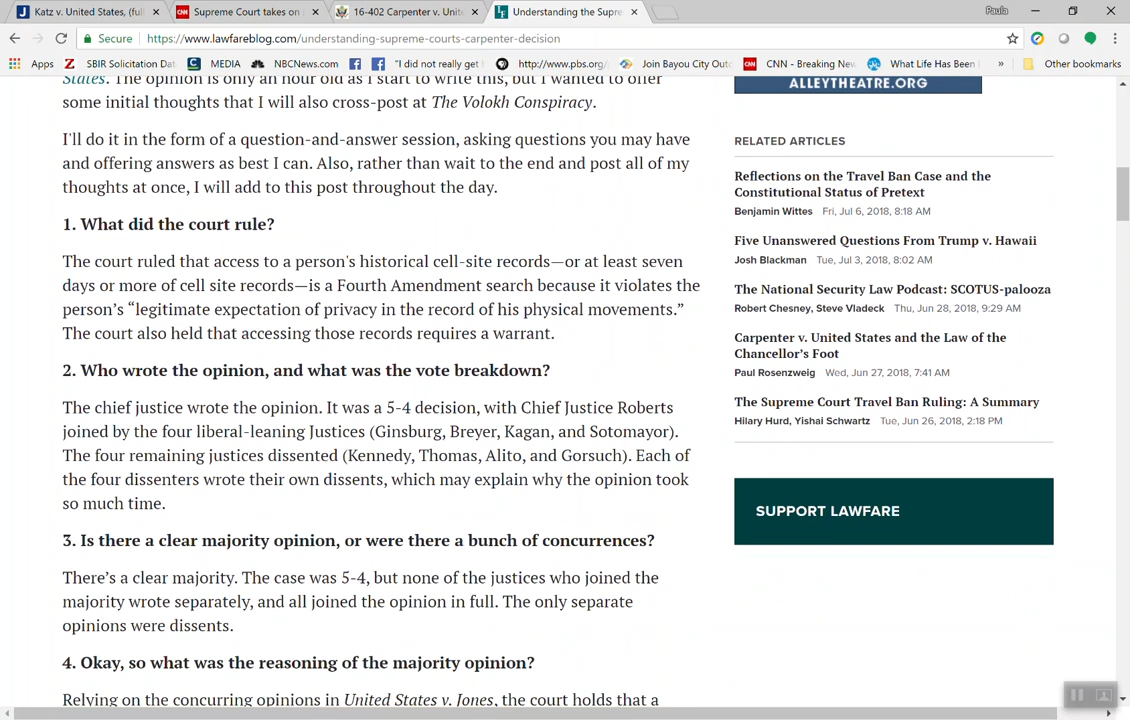 Katz v. United States, (ful
Supreme Court takes on
16-402 Carpenter v. Unit
Understanding the Supre
Paula
Secure
https://www.lawfareblog.com/understanding-supreme-courts-carpenter-decision
Apps
SBIR Solicitation Dat
MEDIA
NBCNews.com
"I did not really get
http://www.pbs.org/
Join Bayou City Outd
CNN - Breaking New
What Life Has Been
»
Other bookmarks
States. The opinion is only an hour old as I start to write this, but I wanted to offer
some initial thoughts that I will also cross-post at The Volokh Conspiracy.
I'll do it in the form of a question-and-answer session, asking questions you may have
and offering answers as best I can. Also, rather than wait to the end and post all of my
thoughts at once, I will add to this post throughout the day.
1. What did the court rule?
The court ruled that access to a person's historical cell-site records—or at least seven
days or more of cell site records—is a Fourth Amendment search because it violates the
person’s “legitimate expectation of privacy in the record of his physical movements.”
The court also held that accessing those records requires a warrant.
2. Who wrote the opinion, and what was the vote breakdown?
The chief justice wrote the opinion. It was a 5-4 decision, with Chief Justice Roberts
joined by the four liberal-leaning Justices (Ginsburg, Breyer, Kagan, and Sotomayor).
The four remaining justices dissented (Kennedy, Thomas, Alito, and Gorsuch). Each of
the four dissenters wrote their own dissents, which may explain why the opinion took
so much time.
3. Is there a clear majority opinion, or were there a bunch of concurrences?
There’s a clear majority. The case was 5-4, but none of the justices who joined the
majority wrote separately, and all joined the opinion in full. The only separate
opinions were dissents.
4. Okay, so what was the reasoning of the majority opinion?
Relying on the concurring opinions in United States v. Jones, the court holds that a
ALLEYTHEATRE.ORG
RELATED ARTICLES
Reflections on the Travel Ban Case and the
Constitutional Status of Pretext
Benjamin Wittes Fri, Jul 6, 2018, 8:18 AM
Five Unanswered Questions From Trump v. Hawaii
Josh Blackman Tue, Jul 3, 2018, 8:02 AM
The National Security Law Podcast: SCOTUS-palooza
Robert Chesney, Steve Vladeck Thu, Jun 28, 2018, 9:29 AM
Carpenter v. United States and the Law of the
Chancellor’s Foot
Paul Rosenzweig Wed, Jun 27, 2018, 7:41 AM
The Supreme Court Travel Ban Ruling: A Summary
Hilary Hurd, Yishai Schwartz Tue, Jun 26, 2018, 2:18 PM
SUPPORT LAWFARE